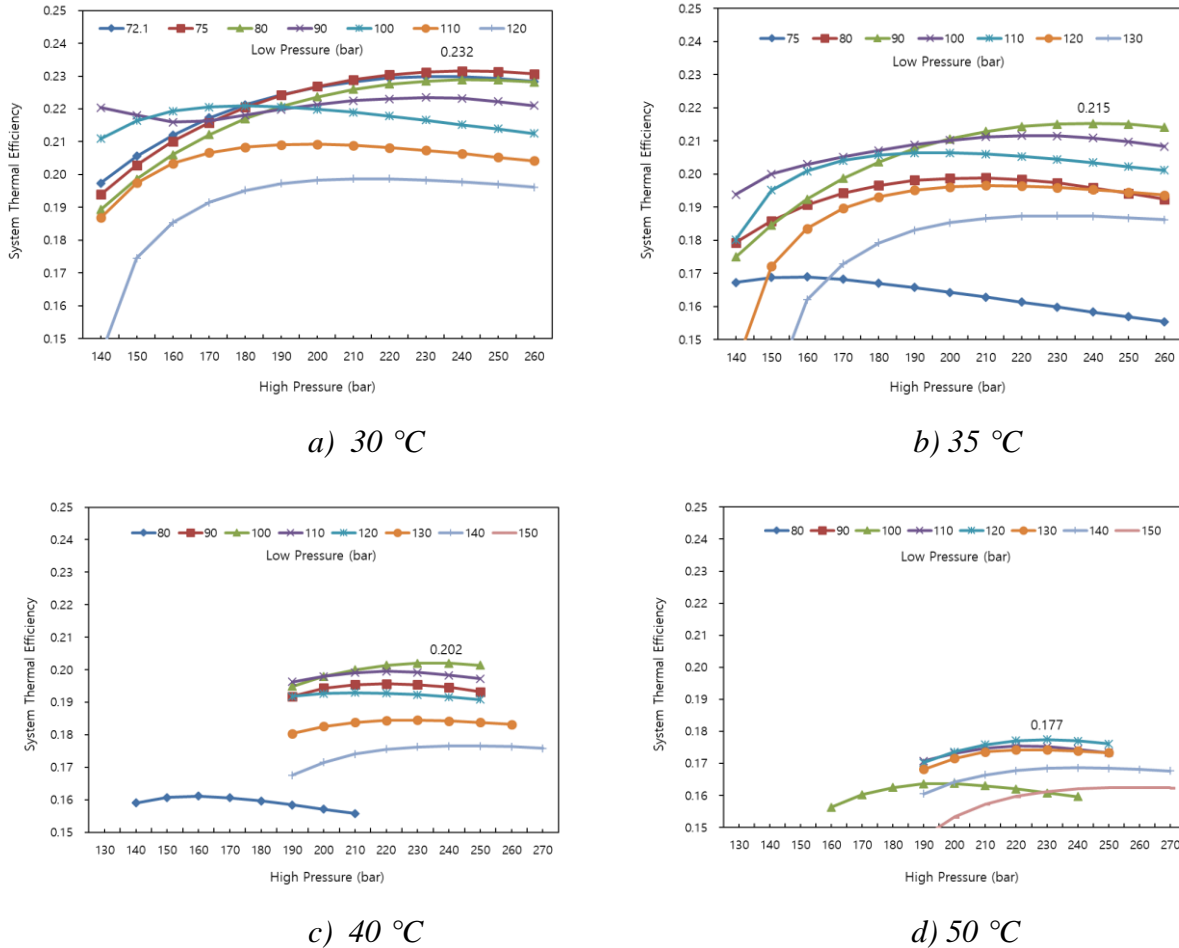 72.1 75 80 90 100 110 120
Low Pressure (bar)
0.232
System Thermal Efficiency
0.25
0.24
0.23
0.22
0.21
0.20
0.19
0.18
0.17
0.16
0.15
140 150 160 170 180 190 200 210 220 230 240 250 260
High Pressure (bar)
a) 30 °C
75 80 90 100 110 120 130
Low Pressure (bar)
0.215
System Thermal Efficiency
0.25
0.24
0.23
0.22
0.21
0.20
0.19
0.18
0.17
0.16
0.15
140 150 160 170 180 190 200 210 220 230 240 250 260
High Pressure (bar)
b) 35 °C
80 90 100 110 120 130 140 150
Low Pressure (bar)
0.202
System Thermal Efficiency
0.25
0.24
0.23
0.22
0.21
0.20
0.19
0.18
0.17
0.16
0.15
130 140 150 160 170 180 190 200 210 220 230 240 250 260 270
High Pressure (bar)
c) 40 °C
80 90 100 110 120 130 140 150
Low Pressure (bar)
0.177
System Thermal Efficiency
0.25
0.24
0.23
0.22
0.21
0.20
0.19
0.18
0.17
0.16
0.15
130 140 150 160 170 180 190 200 210 220 230 240 250 260 270
High Pressure (bar)
d) 50 °C